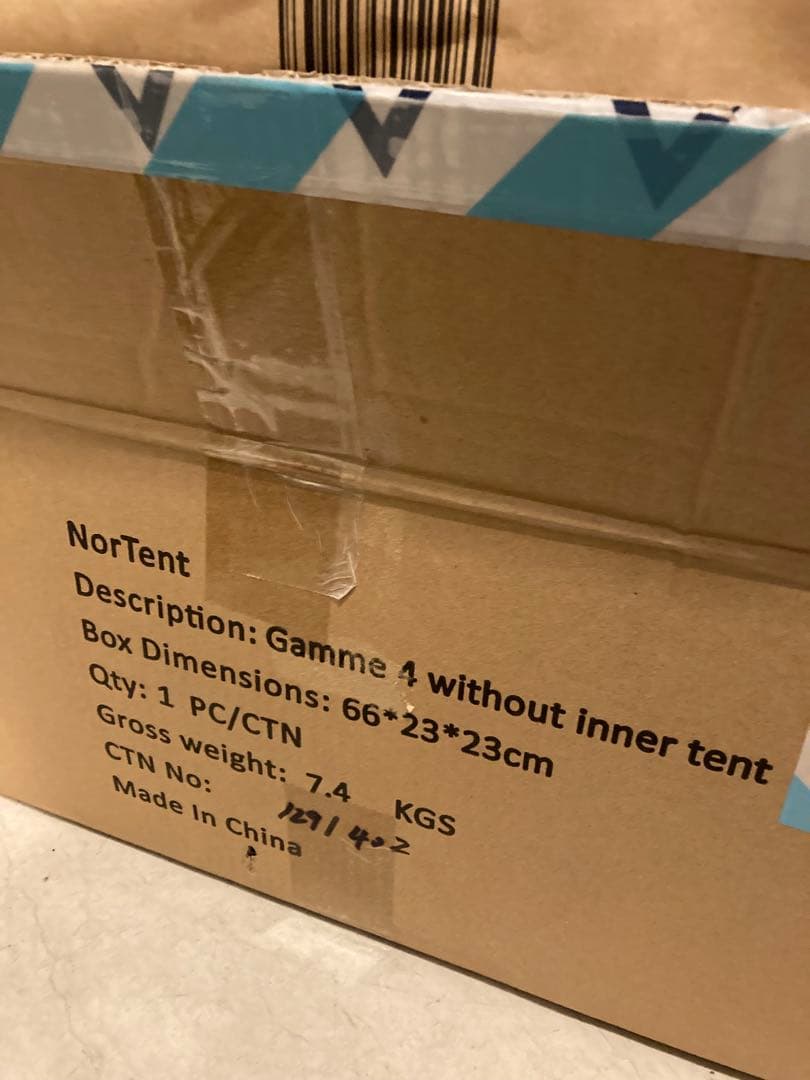 NorTent
Description: Gamme 4 without inner tent
Box Dimensions: 66*23*23cm
Qty: 1 PC/CTN
Gross weight: 7.4 KGS
CTN No: 129/402
Made In China